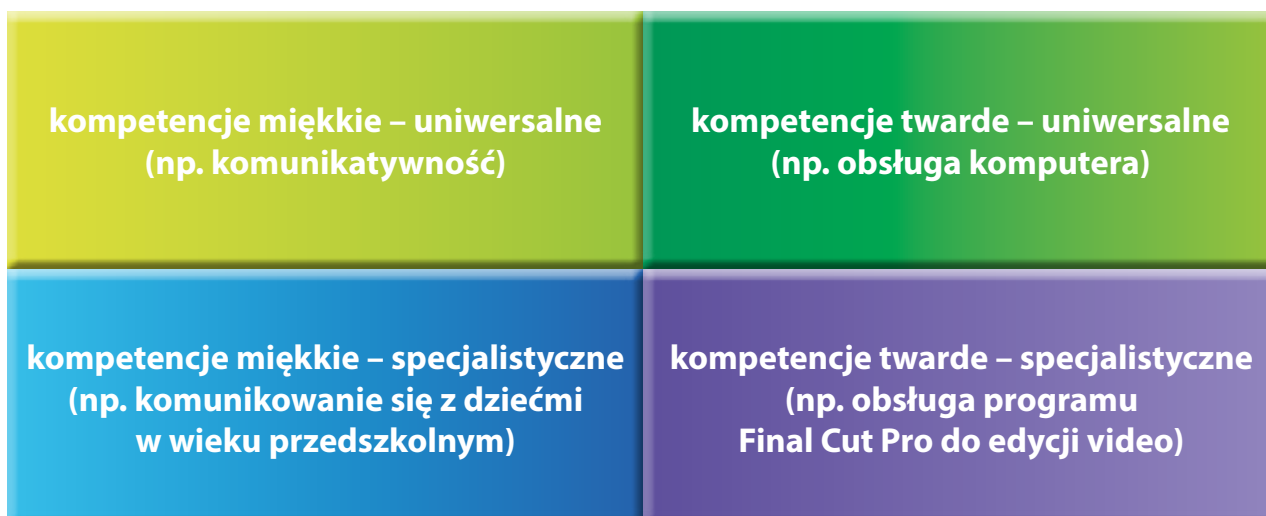 kompetencje miękkie – uniwersalne
(np. komunikatywność)
kompetencje twarde – uniwersalne
(np. obsługa komputera)
kompetencje miękkie – specjalistyczne
(np. komunikowanie się z dziećmi
w wieku przedszkolnym)
kompetencje twarde – specjalistyczne
(np. obsługa programu
Final Cut Pro do edycji video)